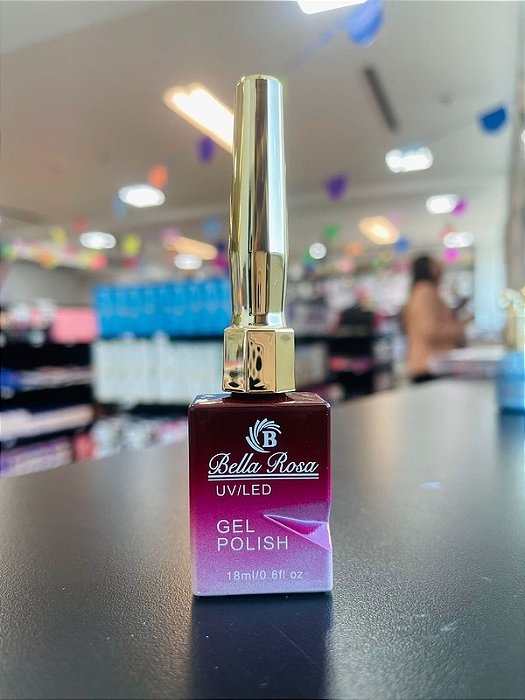 B
Bella Rosa
UV/LED
GEL
POLISH
18ml/0.6fl oz